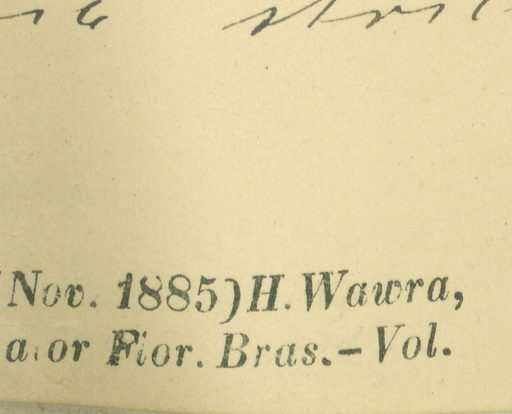 Nov. 1885) H. Wawra,
Flor. Bras.–Vol.